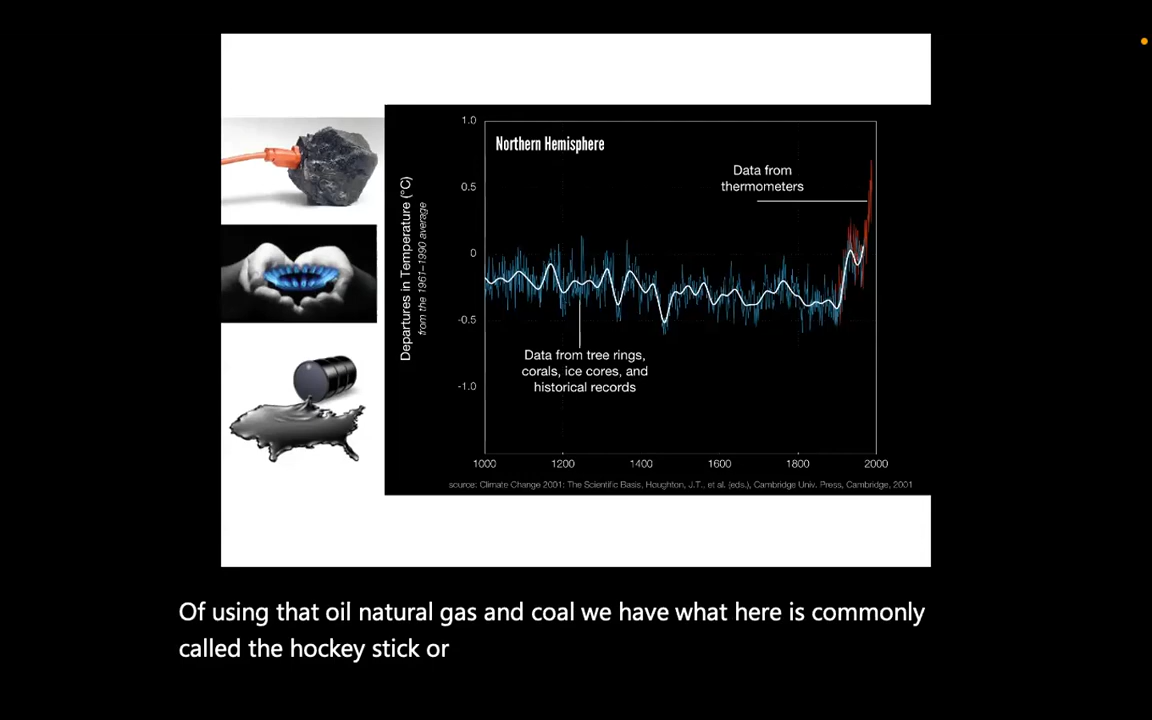 Northern Hemisphere
Data from
thermometers
Departures in Temperature (°C)
from the 1961–1990 average
1.0
0.5
0
-0.5
-1.0
Data from tree rings,
corals, ice cores, and
historical records
1000 1200 1400 1600 1800 2000
source: Climate Change 2001: The Scientific Basis, Houghton, J.T., et al. (eds.), Cambridge Univ. Press, Cambridge, 2001
Of using that oil natural gas and coal we have what here is commonly
called the hockey stick or